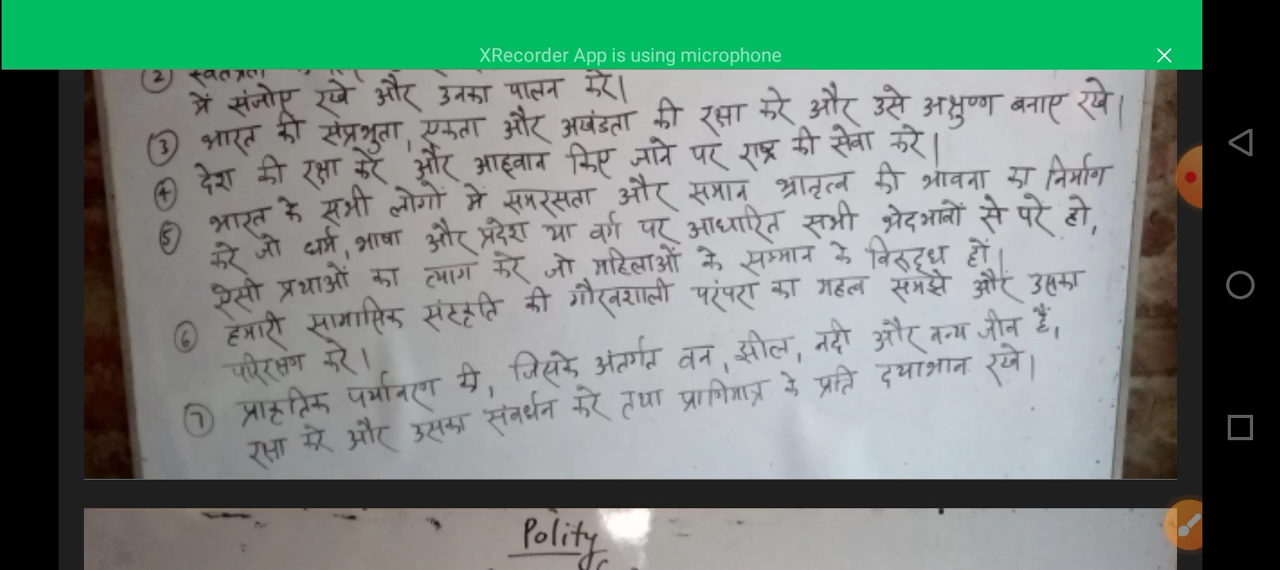 XRecorder App is using microphone
②
में संजोए रखे और उनका पालन करे।
③ भारत की संप्रभुता, एकता और अखंडता की रक्षा करे और उसे अक्षुण्ण बनाए रखे।
④ देश की रक्षा करे और आह्वान किए जाने पर राष्ट्र की सेवा करे।
⑤ भारत के सभी लोगों में समरसता और समान भ्रातृत्व की भावना का निर्माण
करे जो धर्म, भाषा और प्रदेश या वर्ग पर आधारित सभी भेदभावों से परे हो,
ऐसी प्रथाओं का त्याग करे जो महिलाओं के सम्मान के विरूद्ध हों।
⑥ हमारी सामासिक संस्कृति की गौरवशाली परंपरा का महत्व समझे और उसका
परिरक्षण करे।
⑦ प्राकृतिक पर्यावरण की, जिसके अंतर्गत वन, झील, नदी और वन्य जीव हैं,
रक्षा करे और उसका संवर्धन करे तथा प्राणिमात्र के प्रति दयाभाव रखे।
Polity